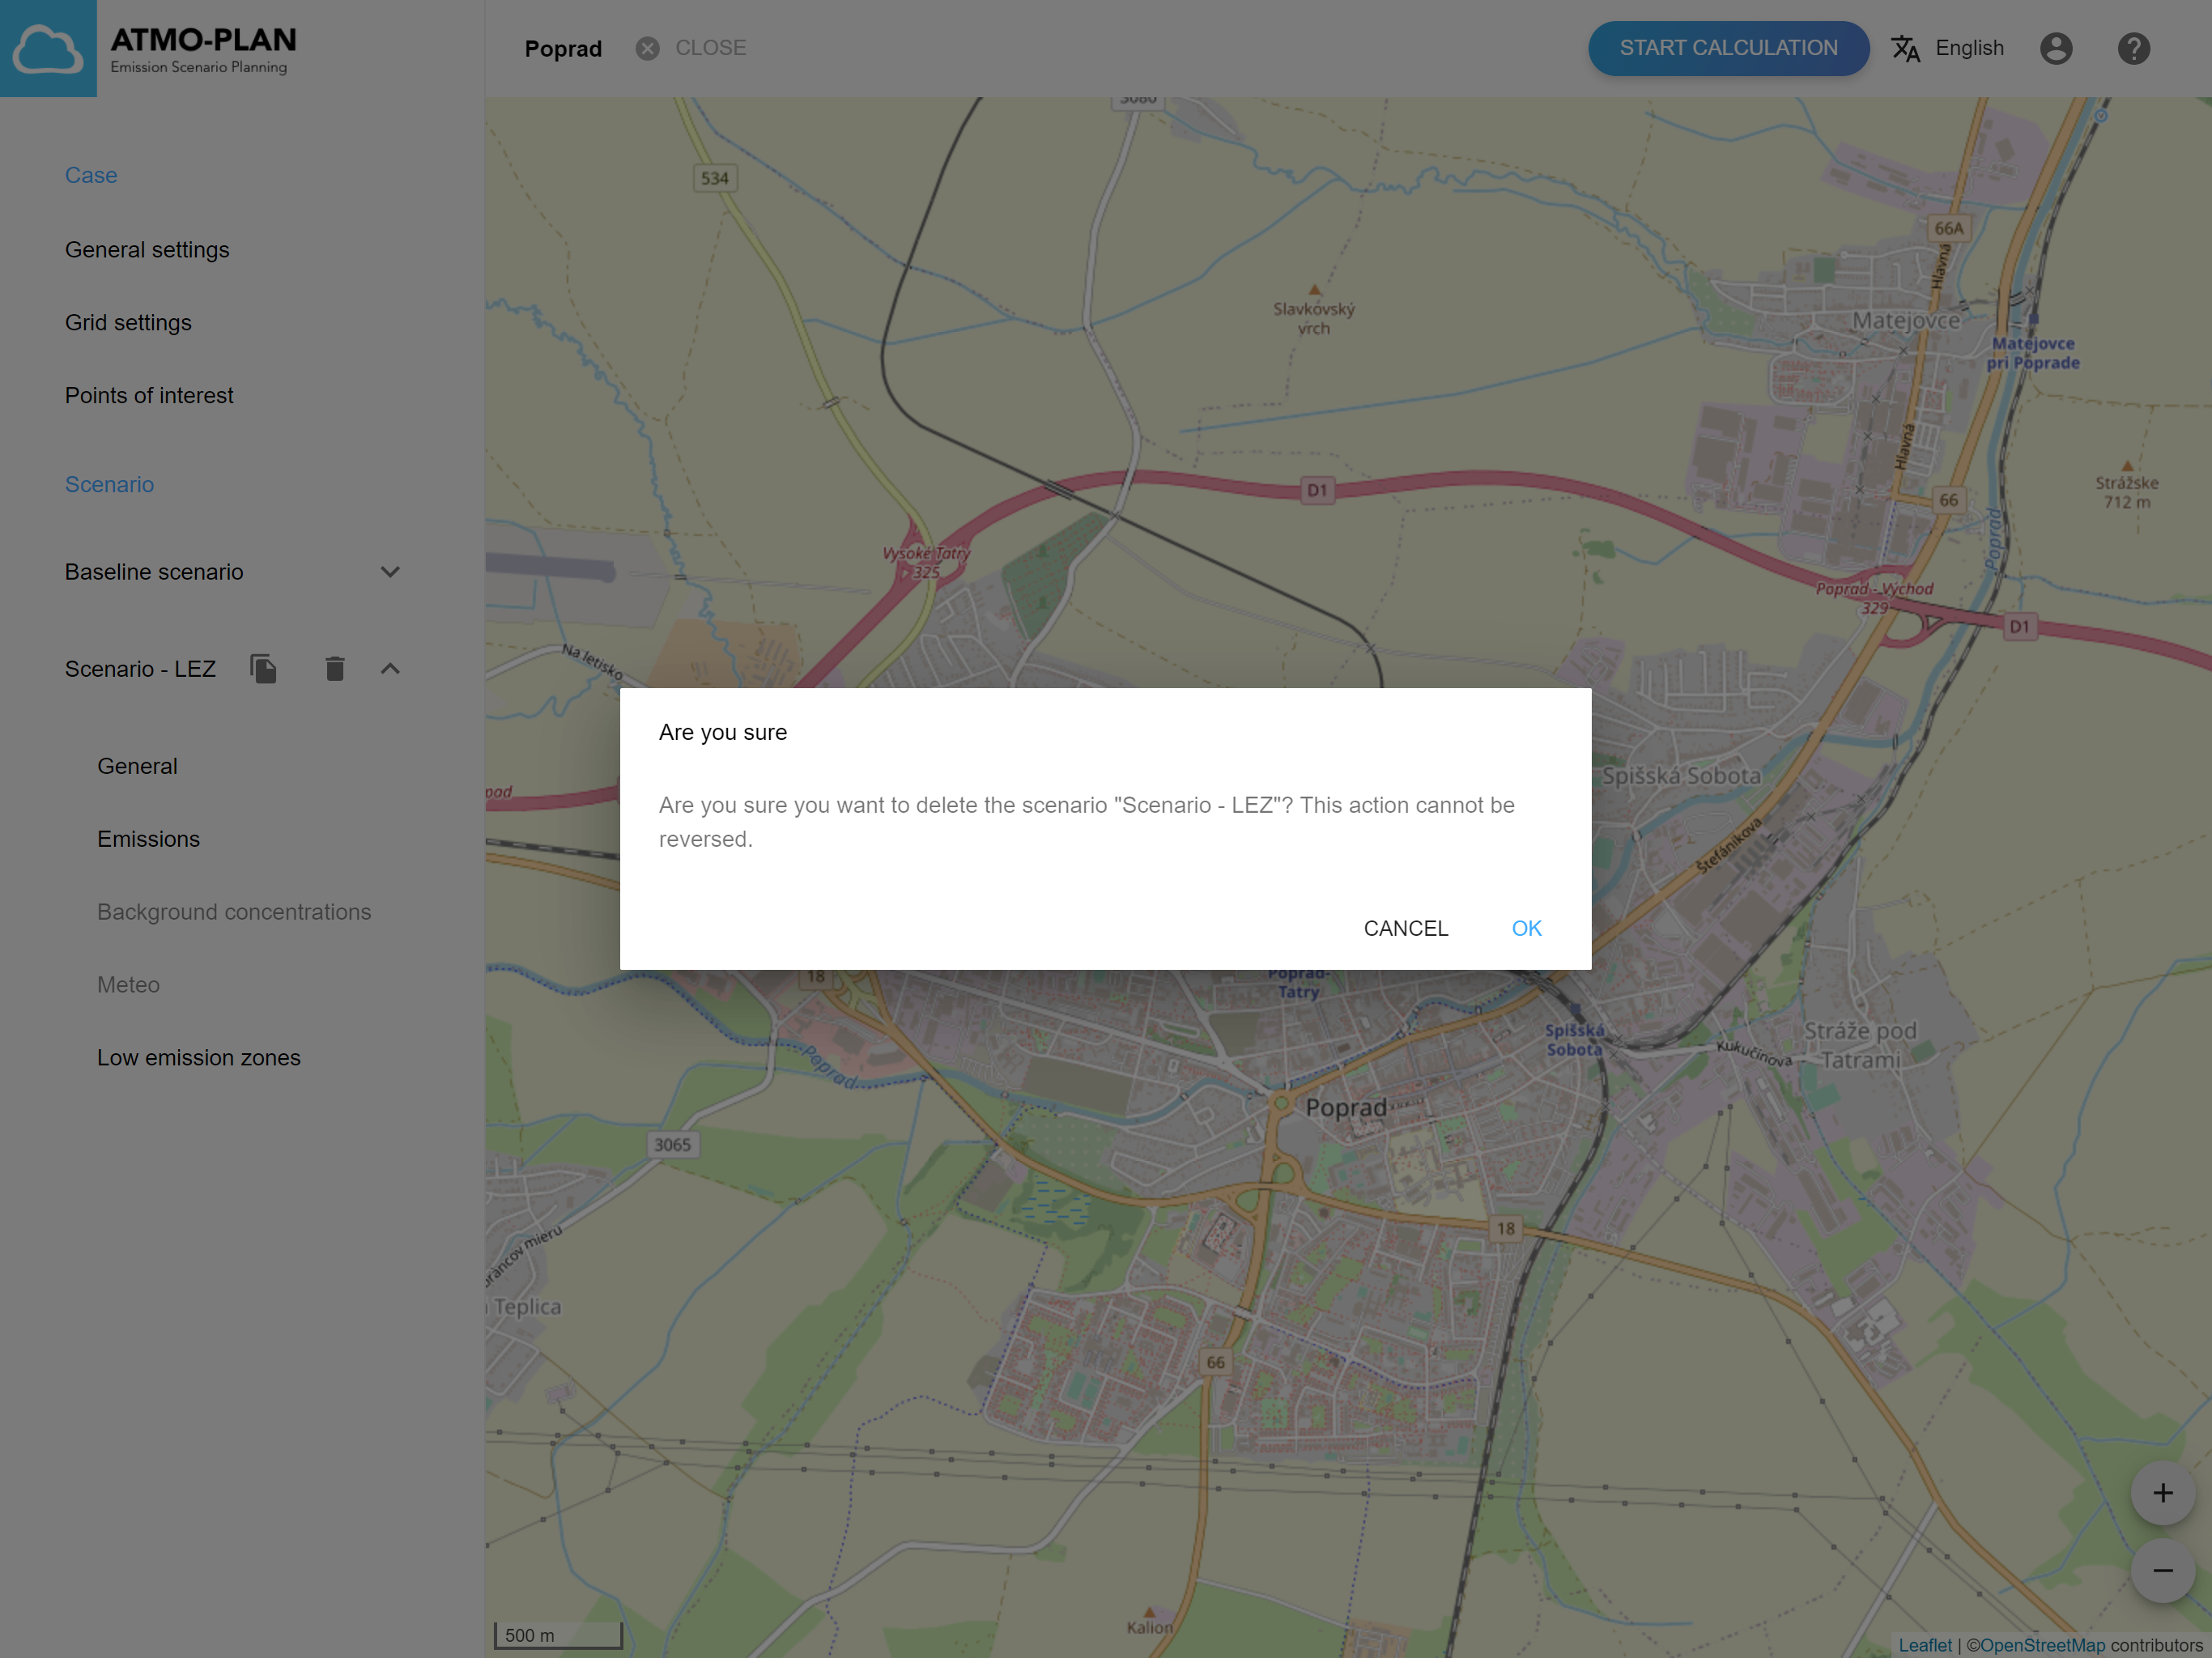 ATMO-PLAN
Emission Scenario Planning
Poprad
CLOSE
START CALCULATION
English
Case
General settings
Grid settings
Points of interest
Scenario
Baseline scenario
Scenario - LEZ
General
Emissions
Background concentrations
Meteo
Low emission zones
Are you sure
Are you sure you want to delete the scenario "Scenario - LEZ"? This action cannot be
reversed.
CANCEL
OK
3080
534
66A
Hlavná
Slavkovský
vrch
Matejovce
Matejovce
pri Poprade
Hlavná
D1
66
Strážske
712 m
Poprad
Vysoké Tatry
325
Poprad - Východ
329
D1
Na letisko
Spišská Sobota
Štefánikova
18
Poprad-
Tatry
Spišská
Sobota
Stráže pod
Tatrami
Kukučínova
Poprad
Poprad
3065
18
Teplica
66
Kalion
500 m
+
−
Leaflet | ©OpenStreetMap contributors